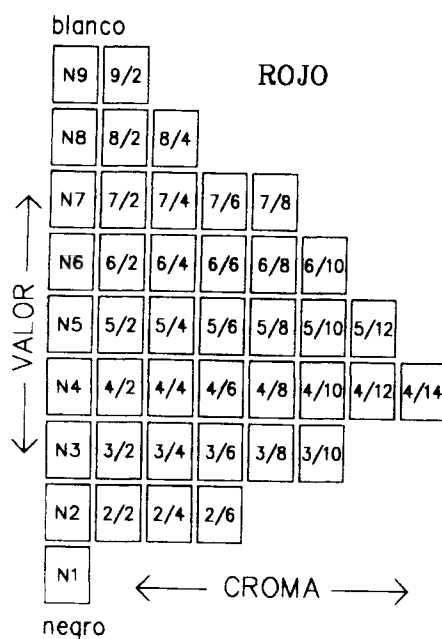 blanco
ROJO
N9 9/2
N8 8/2 8/4
N7 7/2 7/4 7/6 7/8
N6 6/2 6/4 6/6 6/8 6/10
N5 5/2 5/4 5/6 5/8 5/10 5/12
N4 4/2 4/4 4/6 4/8 4/10 4/12 4/14
N3 3/2 3/4 3/6 3/8 3/10
N2 2/2 2/4 2/6
N1
VALOR
CROMA
negro